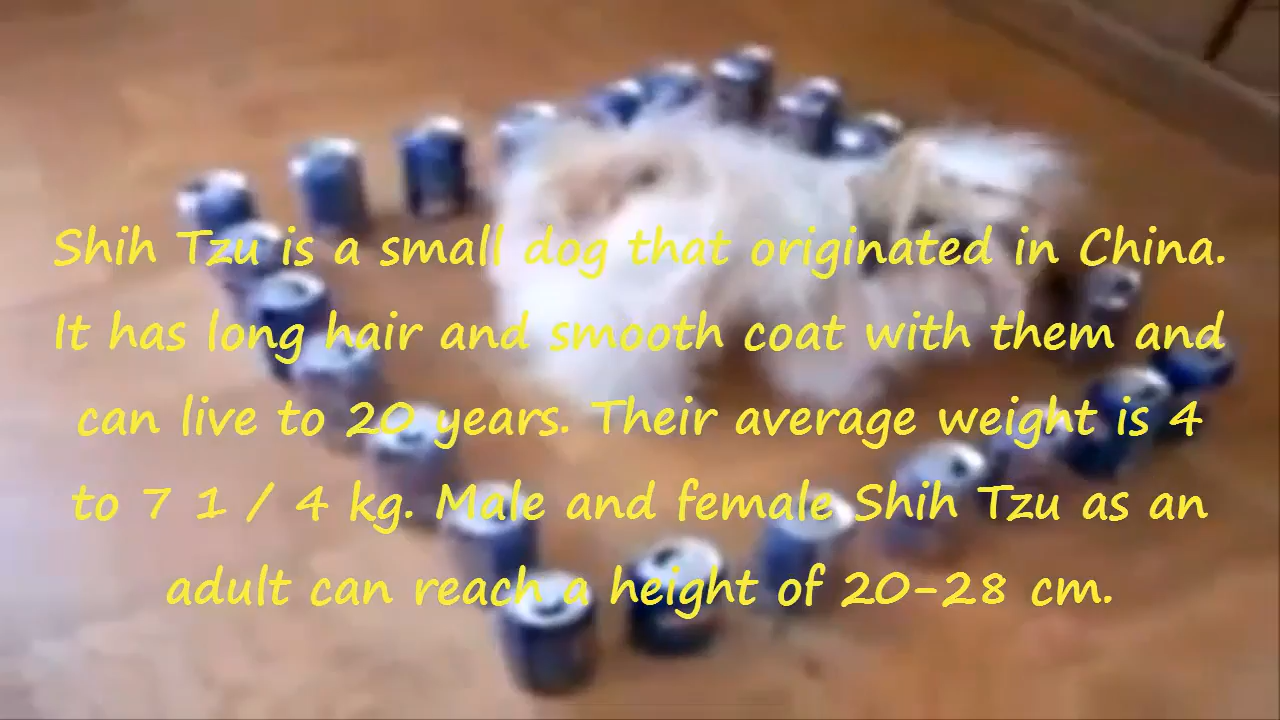 Shih Tzu is a small dog that originated in China.
It has long hair and smooth coat with them and
can live to 20 years. Their average weight is 4
to 7 1 / 4 kg. Male and female Shih Tzu as an
adult can reach a height of 20-28 cm.